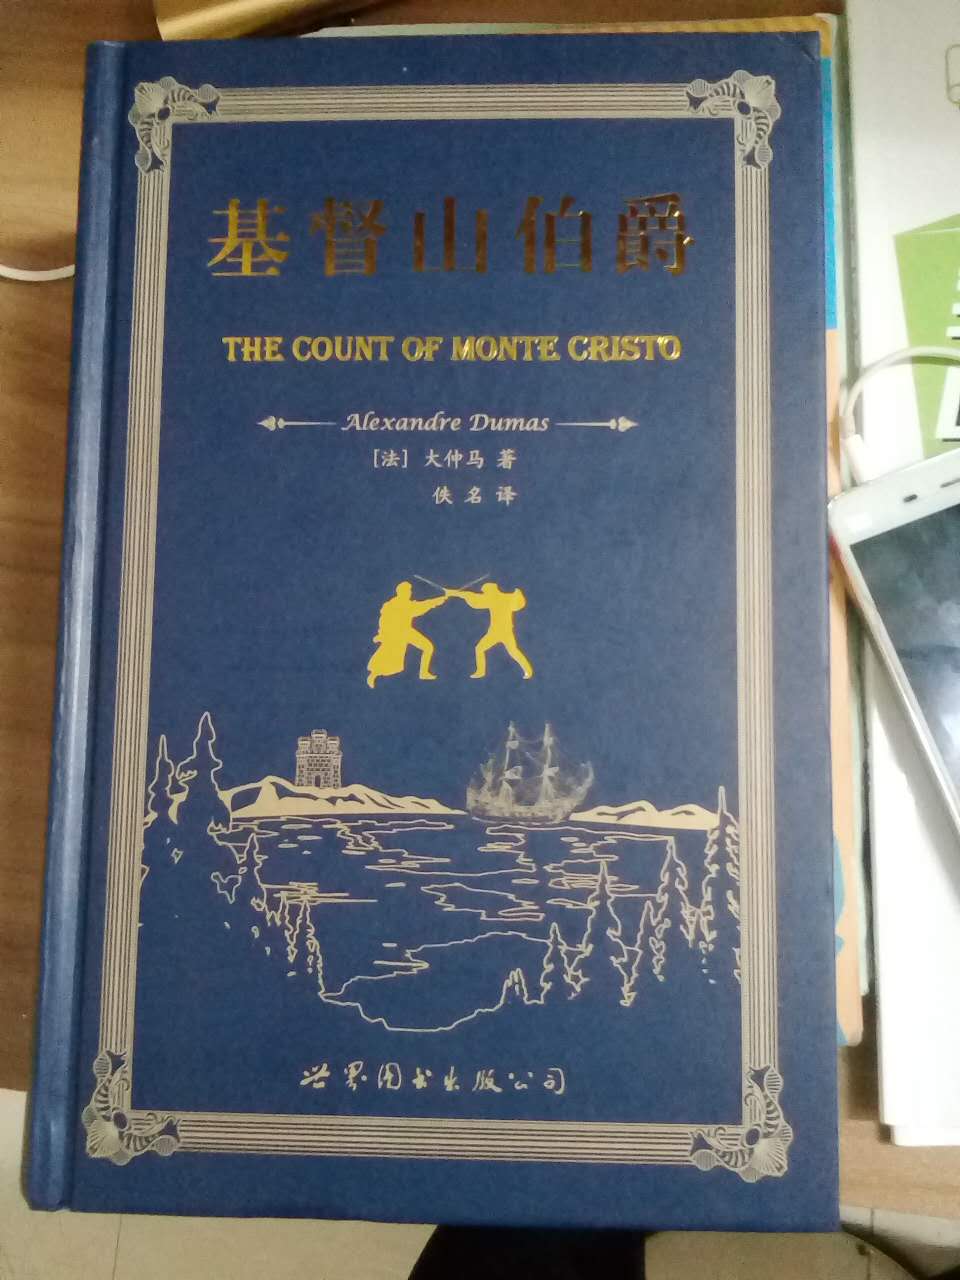 基督山伯爵
THE COUNT OF MONTE CRISTO
Alexandre Dumas
[法] 大仲马 著
佚名 译
世界图书出版公司